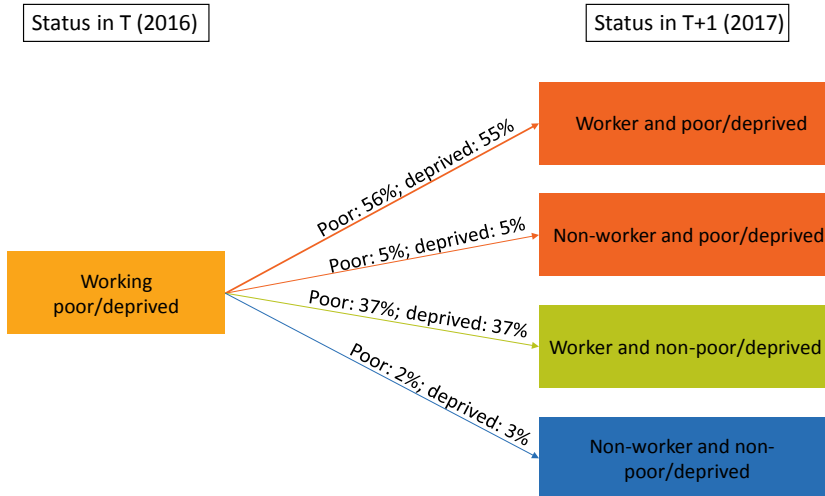 Status in T (2016)
Status in T+1 (2017)
Worker and poor/deprived
Poor: 56%; deprived: 55%
Non-worker and poor/deprived
Poor: 5%; deprived: 5%
Working
poor/deprived
Poor: 37%; deprived: 37%
Worker and non-poor/deprived
Poor: 2%; deprived: 3%
Non-worker and non-
poor/deprived